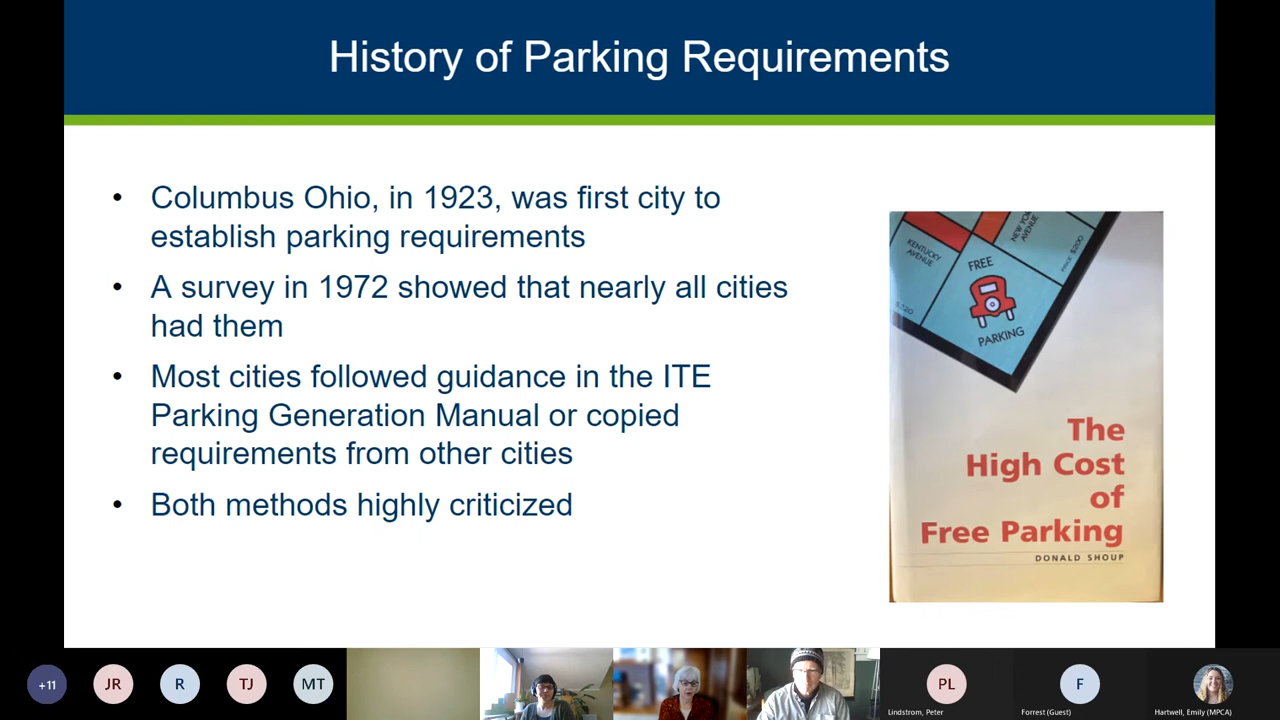 History of Parking Requirements
• Columbus Ohio, in 1923, was first city to
establish parking requirements
• A survey in 1972 showed that nearly all cities
had them
• Most cities followed guidance in the ITE
Parking Generation Manual or copied
requirements from other cities
• Both methods highly criticized
KENTUCKY
AVENUE
NEW YORK
AVENUE
PRICE $200
FREE
PARKING
The
High Cost
of
Free Parking
DONALD SHOUP
+11
JR
R
TJ
MT
PL
Lindstrom, Peter
F
Forrest (Guest)
Hartwell, Emily (MPCA)